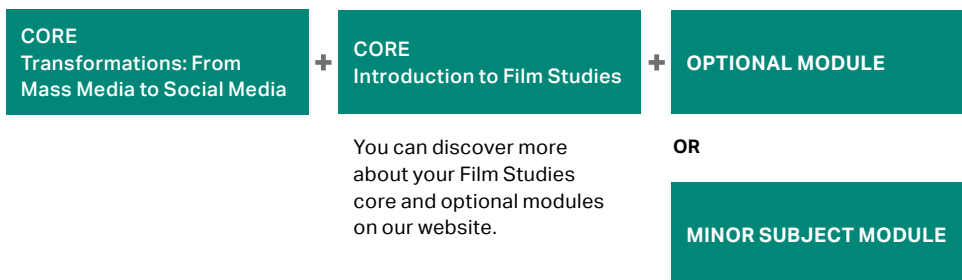 CORE
Transformations: From
Mass Media to Social Media
+
CORE
Introduction to Film Studies
+
OPTIONAL MODULE
You can discover more
about your Film Studies
core and optional modules
on our website.
OR
MINOR SUBJECT MODULE